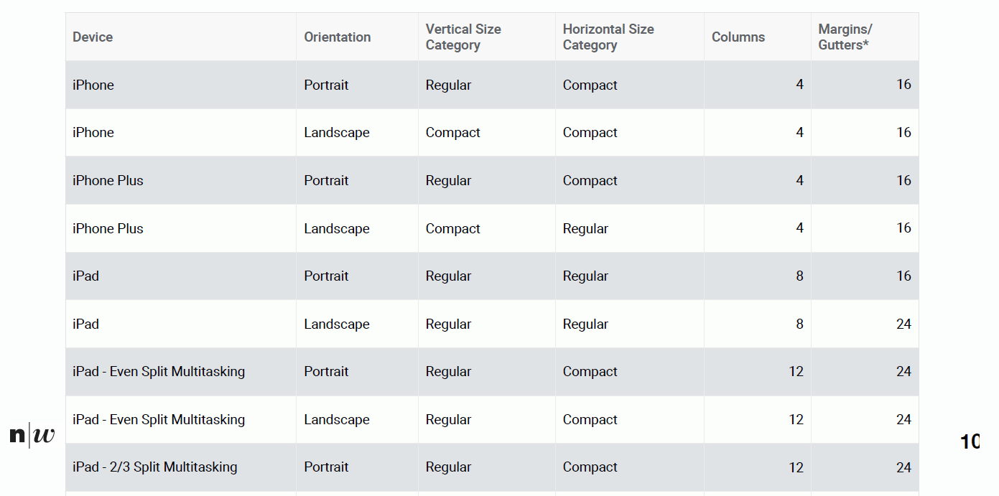 Device Orientation Vertical Size Category Horizontal Size Category Columns Margins/ Gutters*
iPhone Portrait Regular Compact 4 16
iPhone Landscape Compact Compact 4 16
iPhone Plus Portrait Regular Compact 4 16
iPhone Plus Landscape Compact Regular 4 16
iPad Portrait Regular Regular 8 16
iPad Landscape Regular Regular 8 24
iPad - Even Split Multitasking Portrait Regular Compact 12 24
iPad - Even Split Multitasking Landscape Regular Compact 12 24
n|w
10
iPad - 2/3 Split Multitasking Portrait Regular Compact 12 24